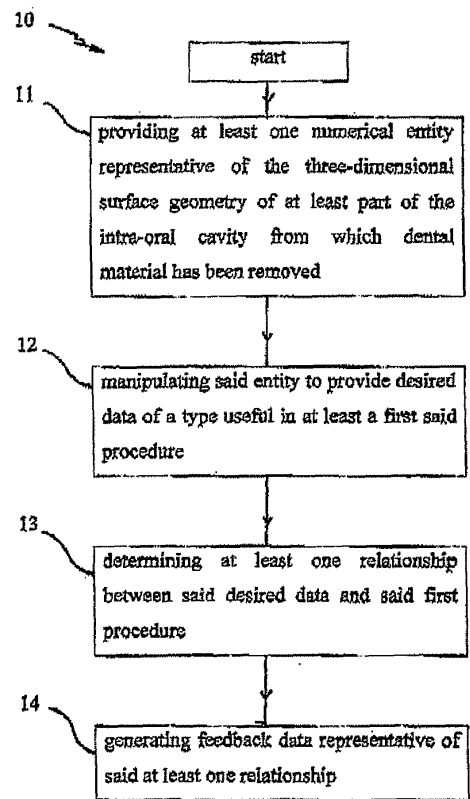 10
start
11
providing at least one numerical entity
representative of the three-dimensional
surface geometry of at least part of the
intra-oral cavity from which dental
material has been removed
12
manipulating said entity to provide desired
data of a type useful in at least a first said
procedure
13
determining at least one relationship
between said desired data and said first
procedure
14
generating feedback data representative of
said at least one relationship